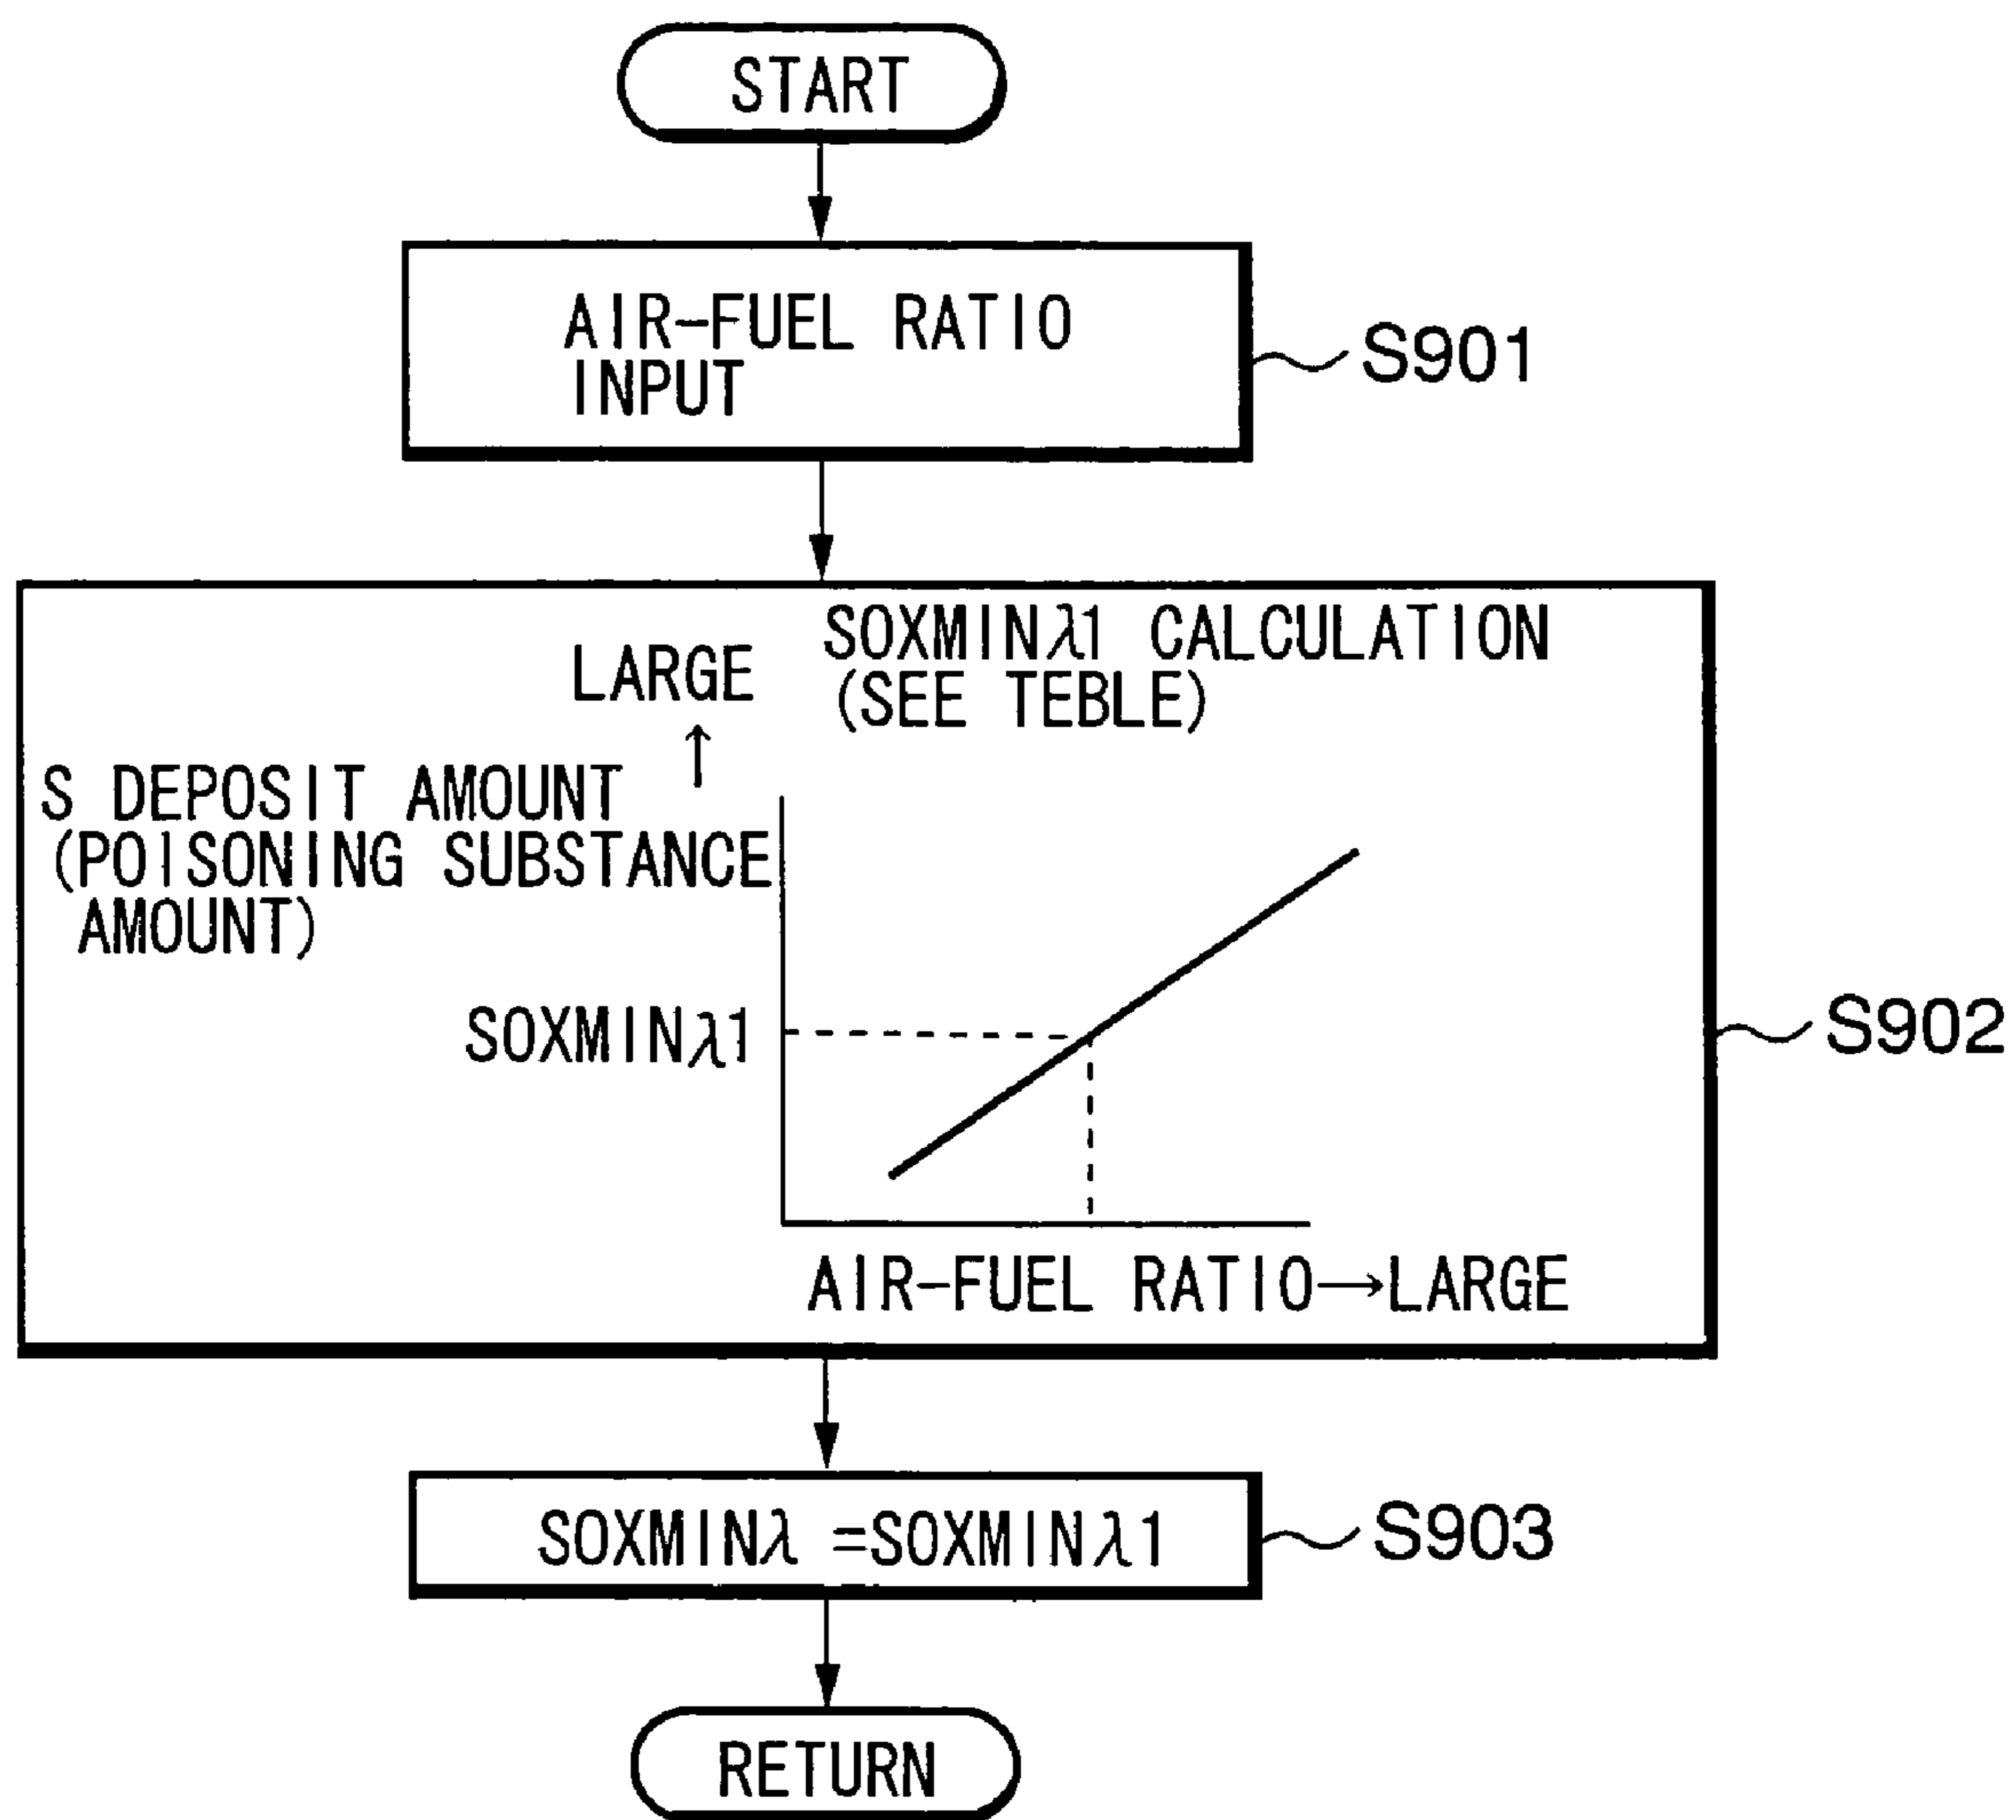 START
AIR-FUEL RATIO
INPUT
S901
SOXMINλ1 CALCULATION
(SEE TEBLE)
LARGE
↑
S DEPOSIT AMOUNT
(POISONING SUBSTANCE
AMOUNT)
SOXMINλ1
S902
AIR-FUEL RATIO→LARGE
SOXMINλ =SOXMINλ1
S903
RETURN